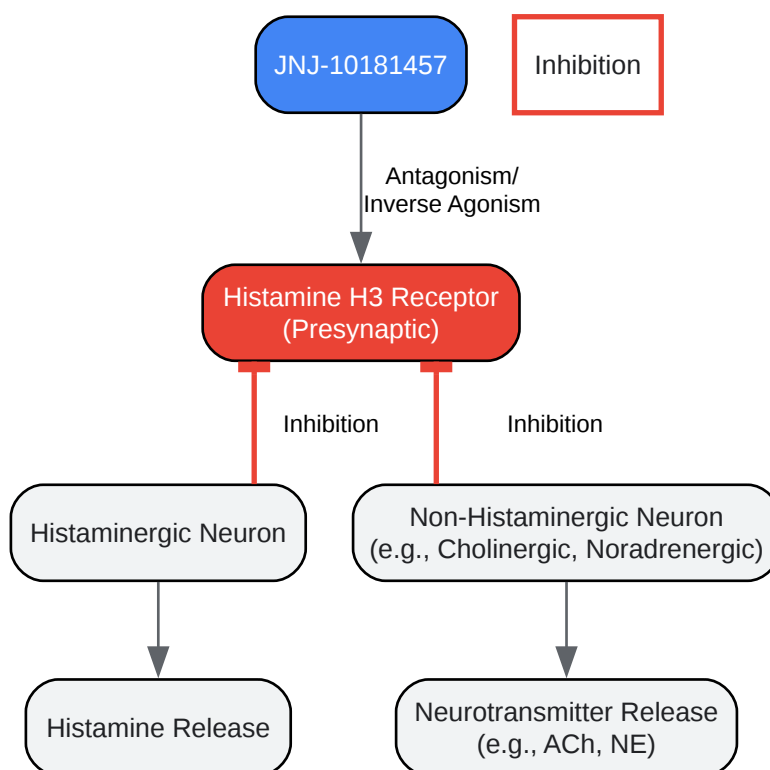 JNJ-10181457
Inhibition
Antagonism/
Inverse Agonism
Histamine H3 Receptor
(Presynaptic)
Inhibition
Inhibition
Histaminergic Neuron
Non-Histaminergic Neuron
(e.g., Cholinergic, Noradrenergic)
Histamine Release
Neurotransmitter Release
(e.g., ACh, NE)